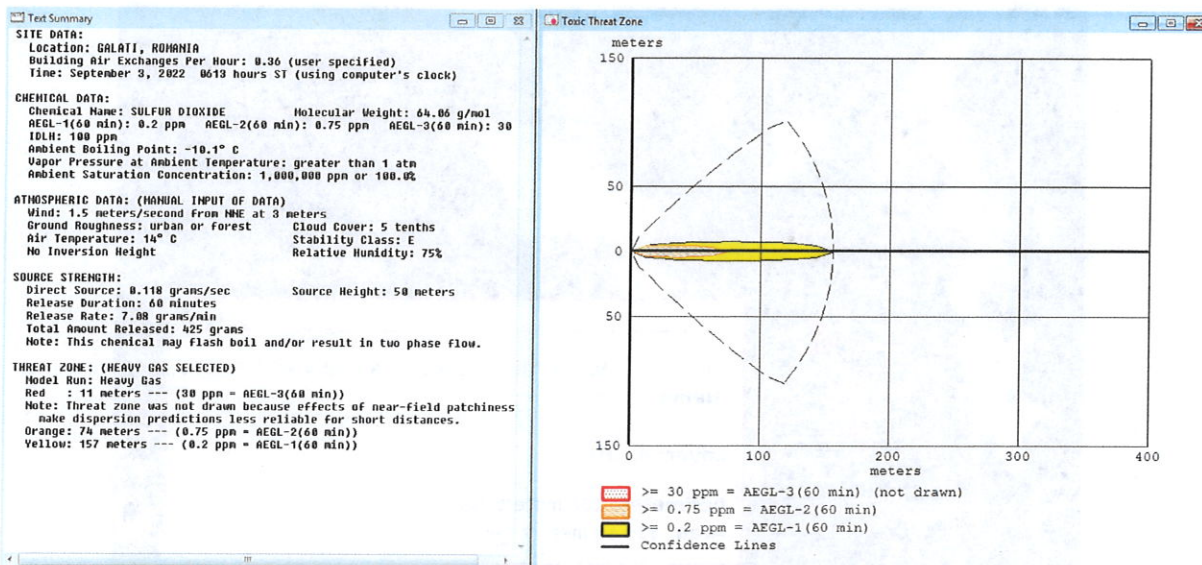 Text Summary
SITE DATA:
Location: GALATI, ROMANIA
Building Air Exchanges Per Hour: 0.36 (user specified)
Time: September 3, 2022 0613 hours ST (using computer's clock)
CHEMICAL DATA:
Chemical Name: SULFUR DIOXIDE Molecular Weight: 64.06 g/mol
AEGL-1(60 min): 0.2 ppm AEGL-2(60 min): 0.75 ppm AEGL-3(60 min): 30
IDLH: 100 ppm
Ambient Boiling Point: -10.1° C
Vapor Pressure at Ambient Temperature: greater than 1 atm
Ambient Saturation Concentration: 1,000,000 ppm or 100.0%
ATMOSPHERIC DATA: (MANUAL INPUT OF DATA)
Wind: 1.5 meters/second from NNE at 3 meters
Ground Roughness: urban or forest Cloud Cover: 5 tenths
Air Temperature: 14° C Stability Class: E
No Inversion Height Relative Humidity: 75%
SOURCE STRENGTH:
Direct Source: 0.118 grams/sec Source Height: 50 meters
Release Duration: 60 minutes
Release Rate: 7.08 grams/min
Total Amount Released: 425 grams
Note: This chemical may flash boil and/or result in two phase flow.
THREAT ZONE: (HEAVY GAS SELECTED)
Model Run: Heavy Gas
Red : 11 meters --- (30 ppm = AEGL-3(60 min))
Note: Threat zone was not drawn because effects of near-field patchiness
make dispersion predictions less reliable for short distances.
Orange: 74 meters --- (0.75 ppm = AEGL-2(60 min))
Yellow: 157 meters --- (0.2 ppm = AEGL-1(60 min))
Toxic Threat Zone
meters
150
50
0
50
150
0 100 200 300 400
meters
>= 30 ppm = AEGL-3(60 min) (not drawn)
>= 0.75 ppm = AEGL-2(60 min)
>= 0.2 ppm = AEGL-1(60 min)
Confidence Lines